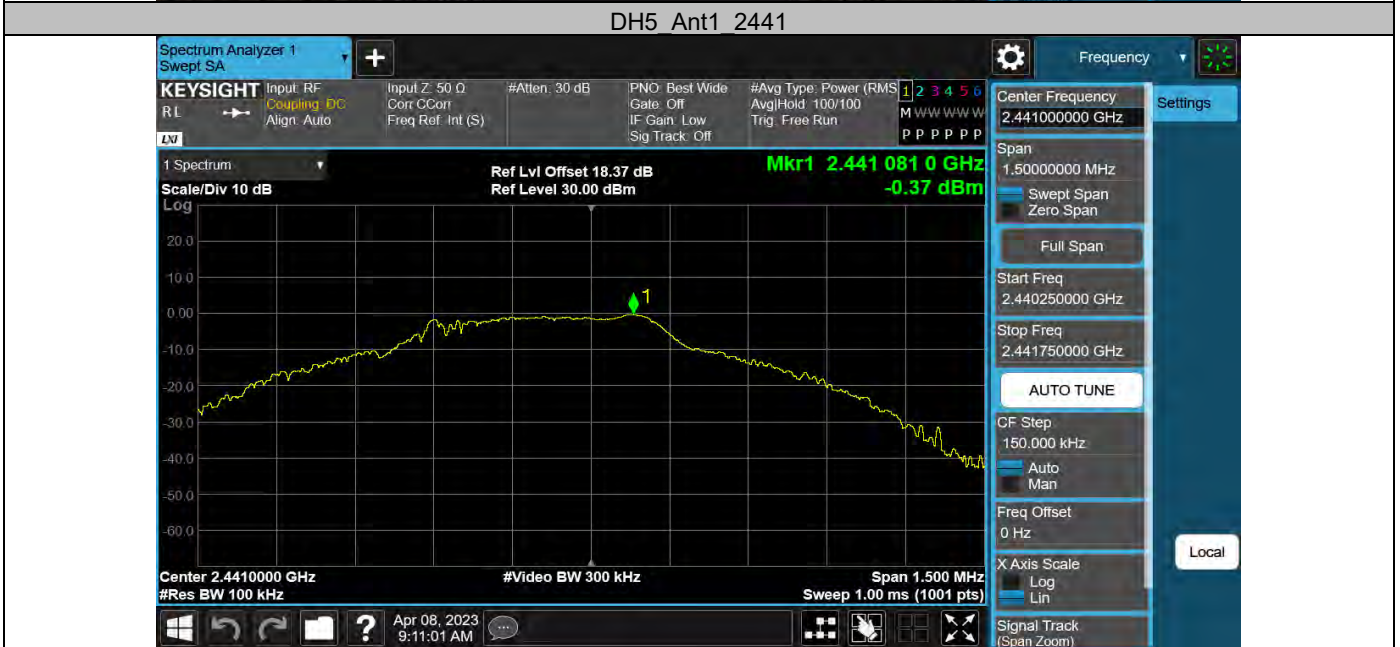 DH5_Ant1_2441
Spectrum Analyzer 1
Swept SA
Frequency
KEYSIGHT
RL
LXI
Input: RF
Coupling: DC
Align: Auto
Input Z: 50 Ω
Corr CCorr
Freq Ref: Int (S)
#Atten: 30 dB
PNO: Best Wide
Gate: Off
IF Gain: Low
Sig Track: Off
#Avg Type: Power (RMS
Avg|Hold: 100/100
Trig: Free Run
1 2 3 4 5 6
M W W W W W
P P P P P P
1 Spectrum
Scale/Div 10 dB
Log
Ref Lvl Offset 18.37 dB
Ref Level 30.00 dBm
Mkr1 2.441 081 0 GHz
-0.37 dBm
20.0
10.0
0.00
-10.0
-20.0
-30.0
-40.0
-50.0
-60.0
1
Center 2.4410000 GHz
#Res BW 100 kHz
#Video BW 300 kHz
Span 1.500 MHz
Sweep 1.00 ms (1001 pts)
?
Apr 08, 2023
9:11:01 AM
Center Frequency
2.441000000 GHz
Settings
Span
1.50000000 MHz
Swept Span
Zero Span
Full Span
Start Freq
2.440250000 GHz
Stop Freq
2.441750000 GHz
AUTO TUNE
CF Step
150.000 kHz
Auto
Man
Freq Offset
0 Hz
X Axis Scale
Log
Lin
Local
Signal Track
(Span Zoom)